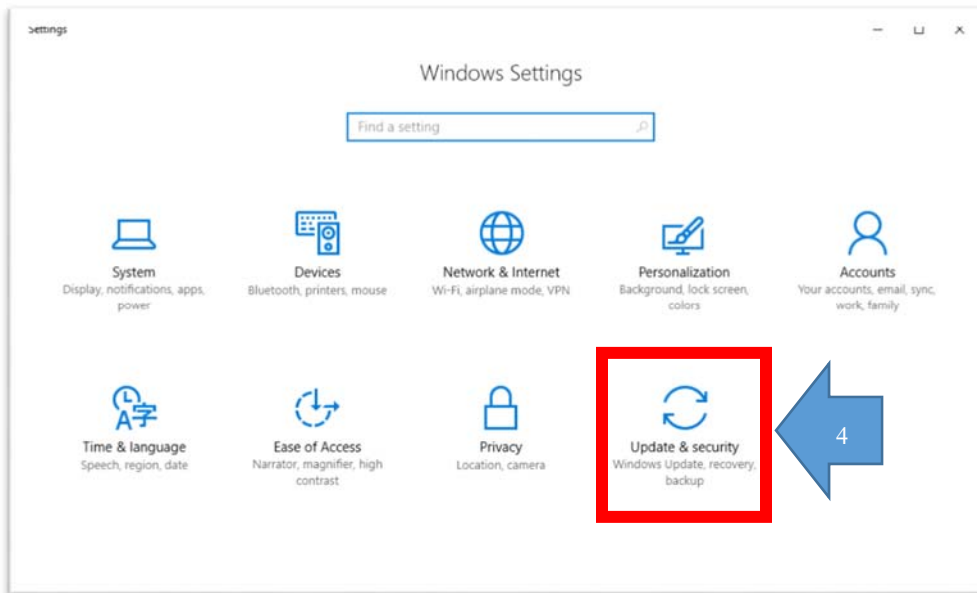 Settings
Windows Settings
Find a setting
System
Display, notifications, apps,
power
Devices
Bluetooth, printers, mouse
Network & Internet
Wi-Fi, airplane mode, VPN
Personalization
Background, lock screen,
colors
Accounts
Your accounts, email, sync,
work, family
A字
Time & language
Speech, region, date
Ease of Access
Narrator, magnifier, high
contrast
Privacy
Location, camera
Update & security
Windows Update, recovery,
backup
4